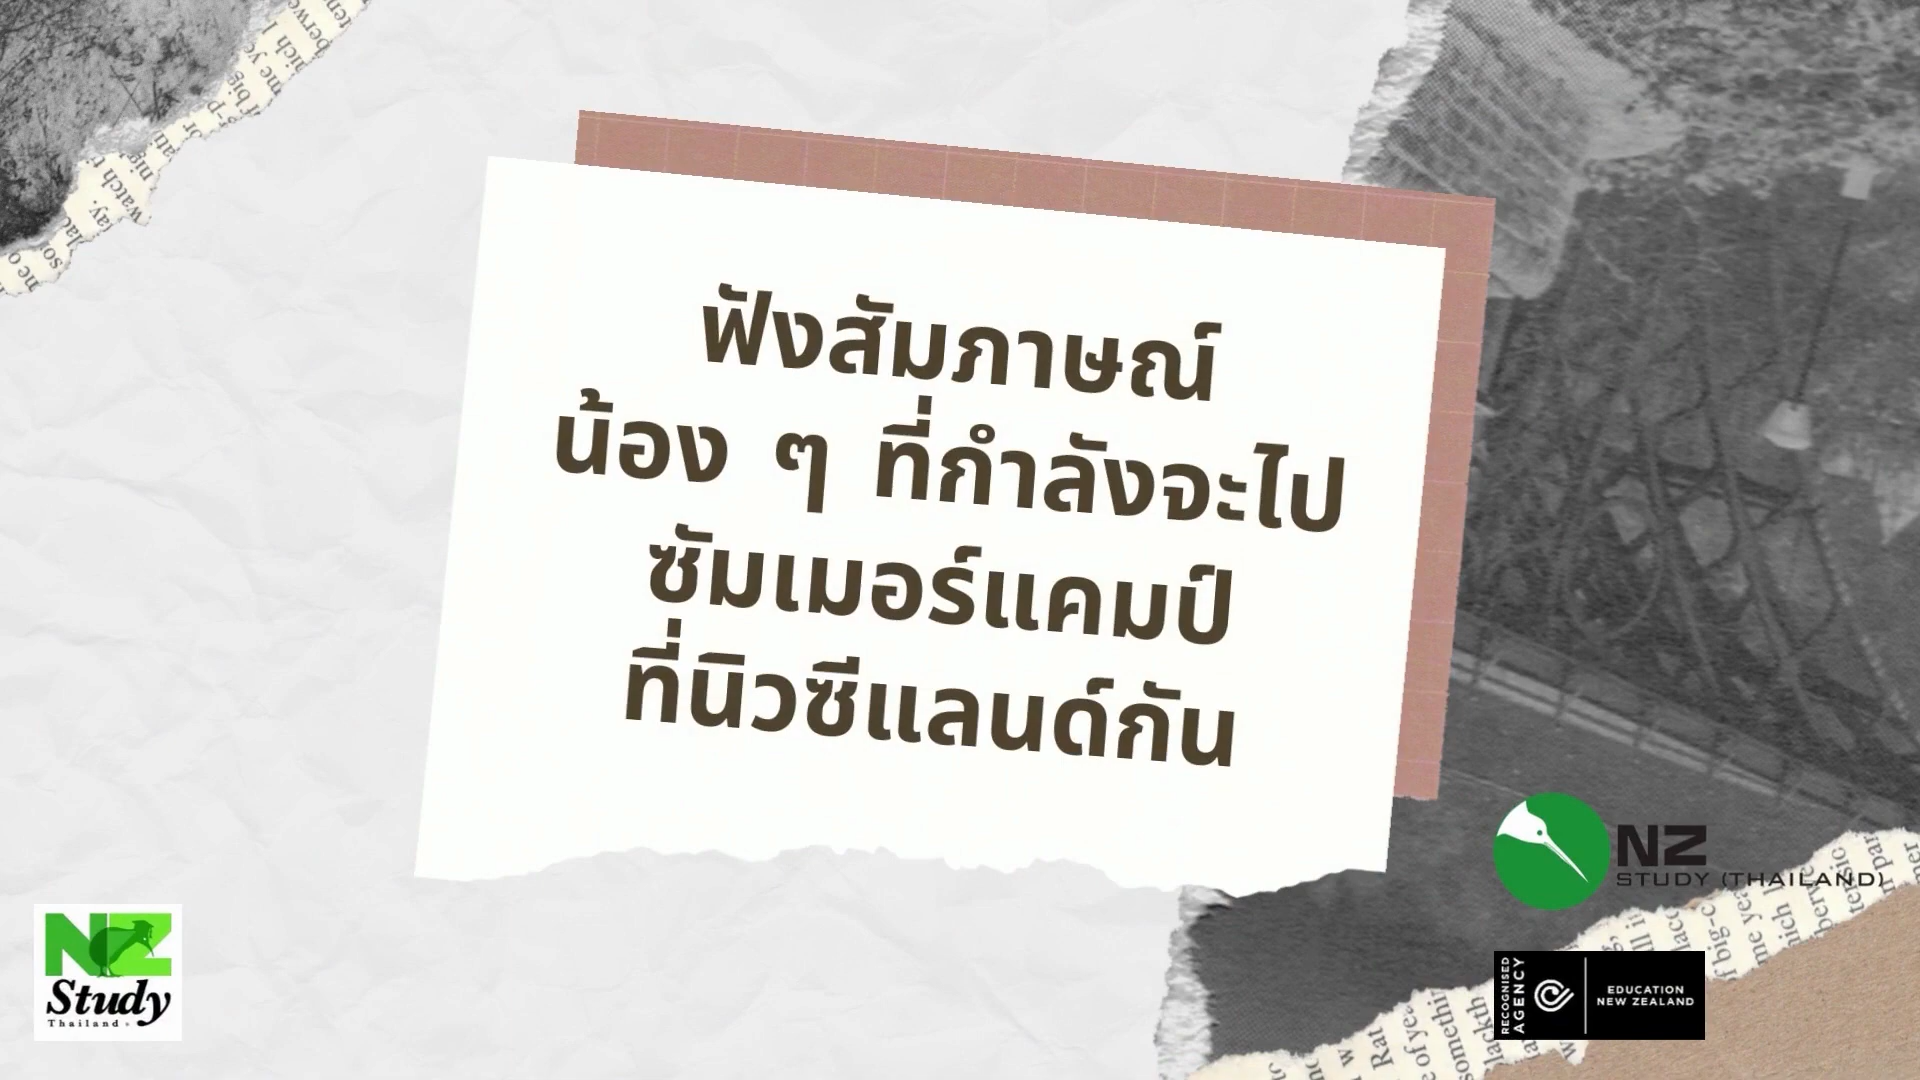 ฟังสัมภาษณ์
น้อง ๆ ที่กำลังจะไป
ซัมเมอร์แคมป์
ที่นิวซีแลนด์กัน
NZ
STUDY (THAILAND)
NZ
Study
Thailand
RECOGNISED
AGENCY
EDUCATION
NEW ZEALAND